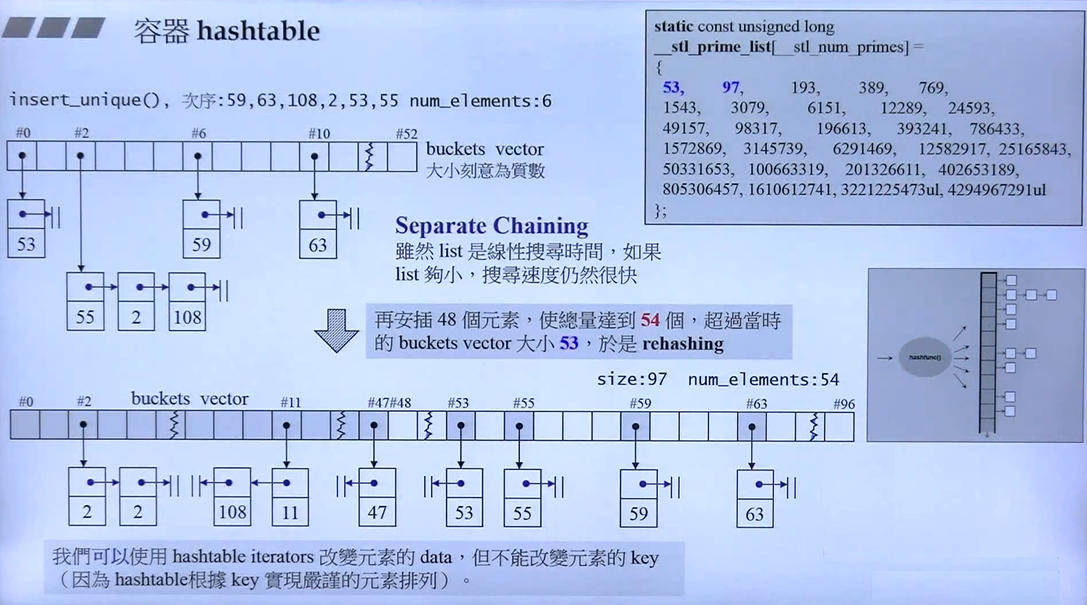 容器 hashtable
static const unsigned long
__stl_prime_list[__stl_num_primes] =
{
53, 97, 193, 389, 769,
1543, 3079, 6151, 12289, 24593,
49157, 98317, 196613, 393241, 786433,
1572869, 3145739, 6291469, 12582917, 25165843,
50331653, 100663319, 201326611, 402653189,
805306457, 1610612741, 3221225473ul, 4294967291ul
};
insert_unique(), 次序:59,63,108,2,53,55 num_elements:6
#0 #2 #6 #10 #52
buckets vector
大小刻意為質數
53 59 63
55 2 108
Separate Chaining
雖然 list 是線性搜尋時間，如果
list 夠小，搜尋速度仍然很快
hashfunc()
再安插 48 個元素，使總量達到 54 個，超過當時
的 buckets vector 大小 53，於是 rehashing
size:97 num_elements:54
buckets vector
#0 #2 #11 #47 #48 #53 #55 #59 #63 #96
2 2 108 11 47 53 55 59 63
我們可以使用 hashtable iterators 改變元素的 data，但不能改變元素的 key
（因為 hashtable根據 key 實現嚴謹的元素排列）。